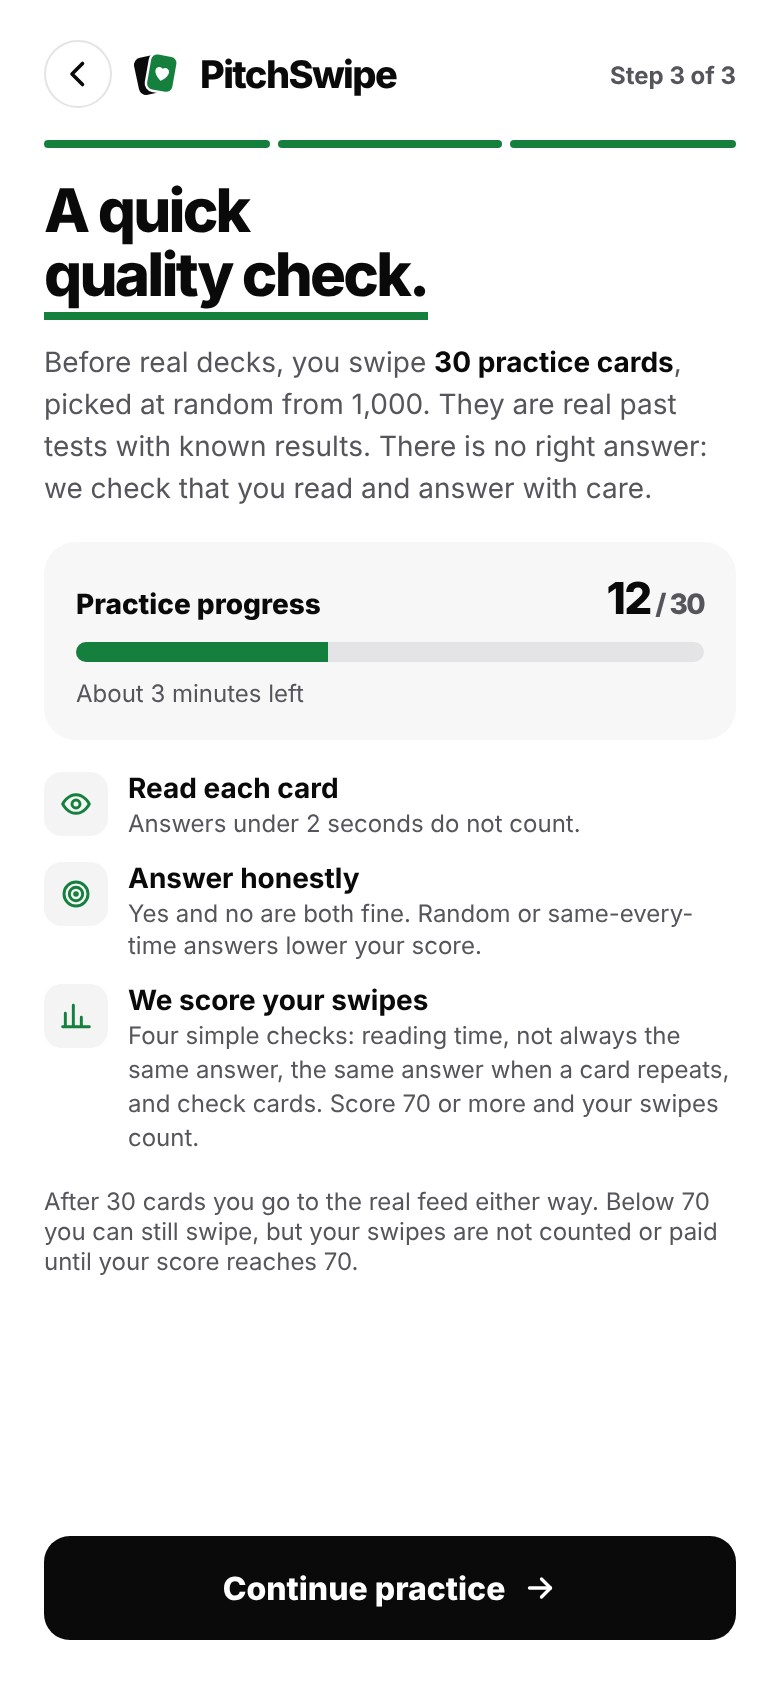 PitchSwipe
Step 3 of 3
A quick
quality check.
Before real decks, you swipe 30 practice cards,
picked at random from 1,000. They are real past
tests with known results. There is no right answer:
we check that you read and answer with care.
Practice progress
12 / 30
About 3 minutes left
Read each card
Answers under 2 seconds do not count.
Answer honestly
Yes and no are both fine. Random or same-every-
time answers lower your score.
We score your swipes
Four simple checks: reading time, not always the
same answer, the same answer when a card repeats,
and check cards. Score 70 or more and your swipes
count.
After 30 cards you go to the real feed either way. Below 70
you can still swipe, but your swipes are not counted or paid
until your score reaches 70.
Continue practice